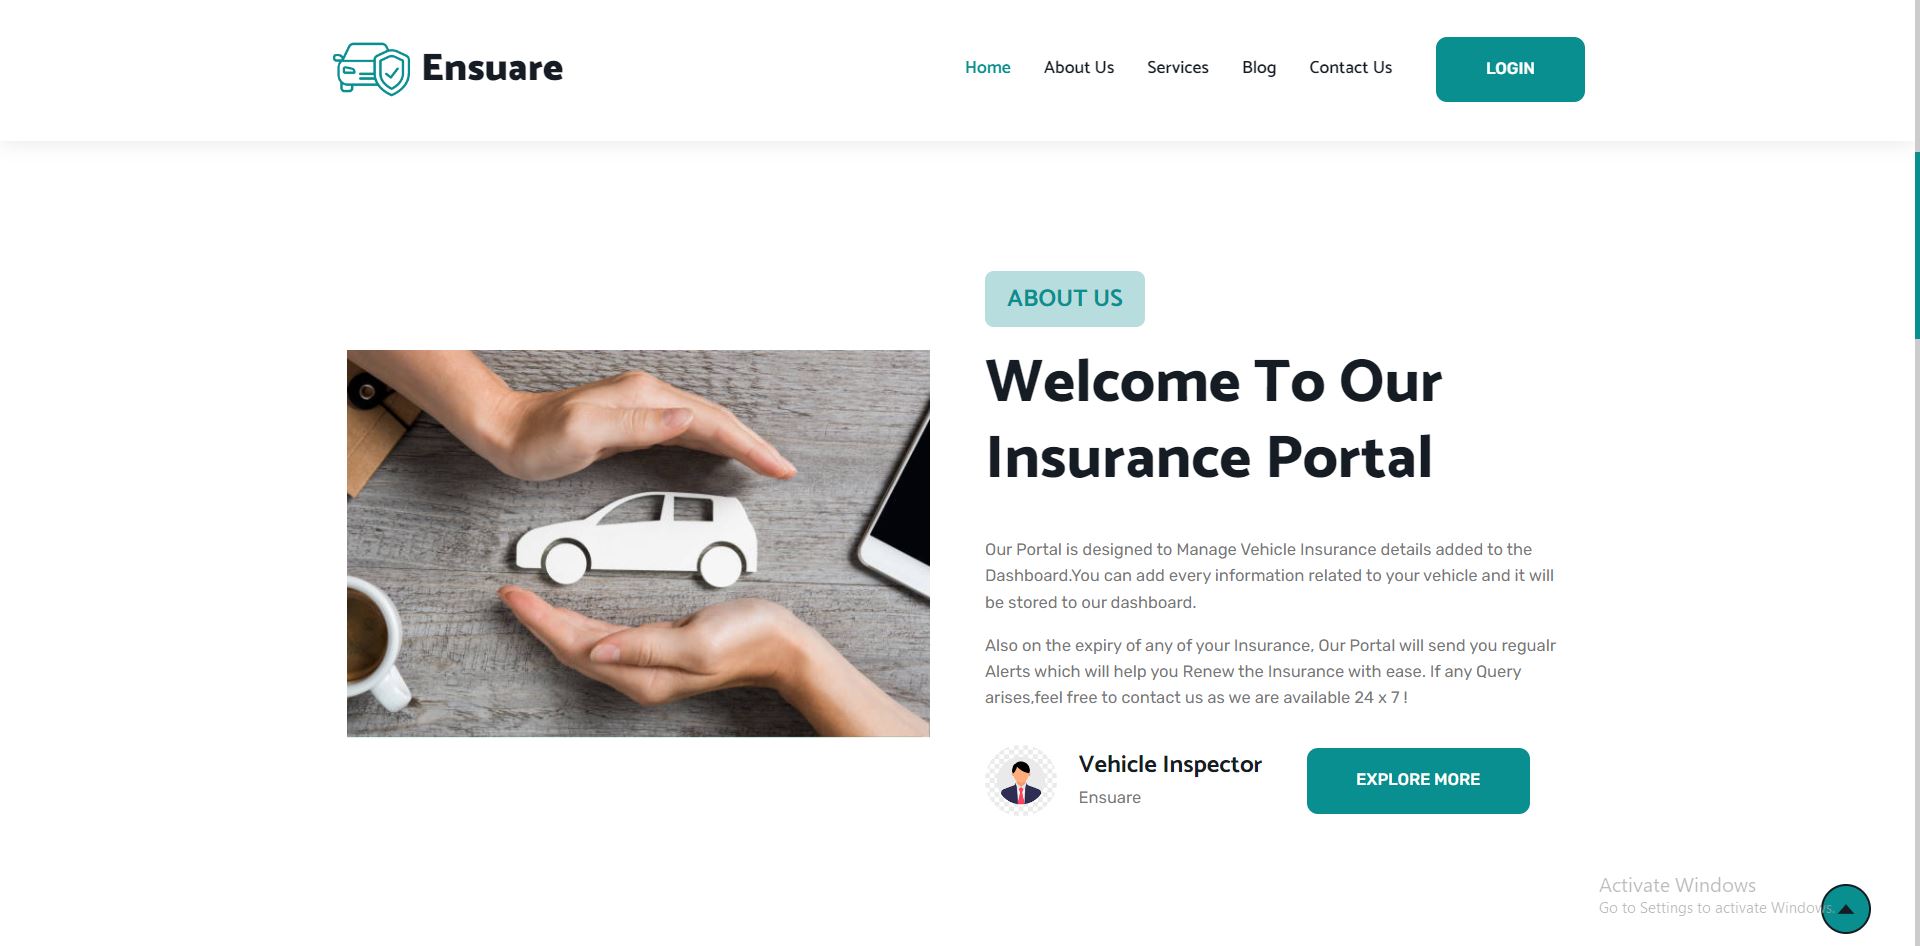 Ensuare
Home About Us Services Blog Contact Us LOGIN
ABOUT US
Welcome To Our
Insurance Portal
Our Portal is designed to Manage Vehicle Insurance details added to the
Dashboard.You can add every information related to your vehicle and it will
be stored to our dashboard.
Also on the expiry of any of your Insurance, Our Portal will send you regualr
Alerts which will help you Renew the Insurance with ease. If any Query
arises,feel free to contact us as we are available 24 x 7 !
Vehicle Inspector
Ensuare
EXPLORE MORE
Activate Windows
Go to Settings to activate Windows.